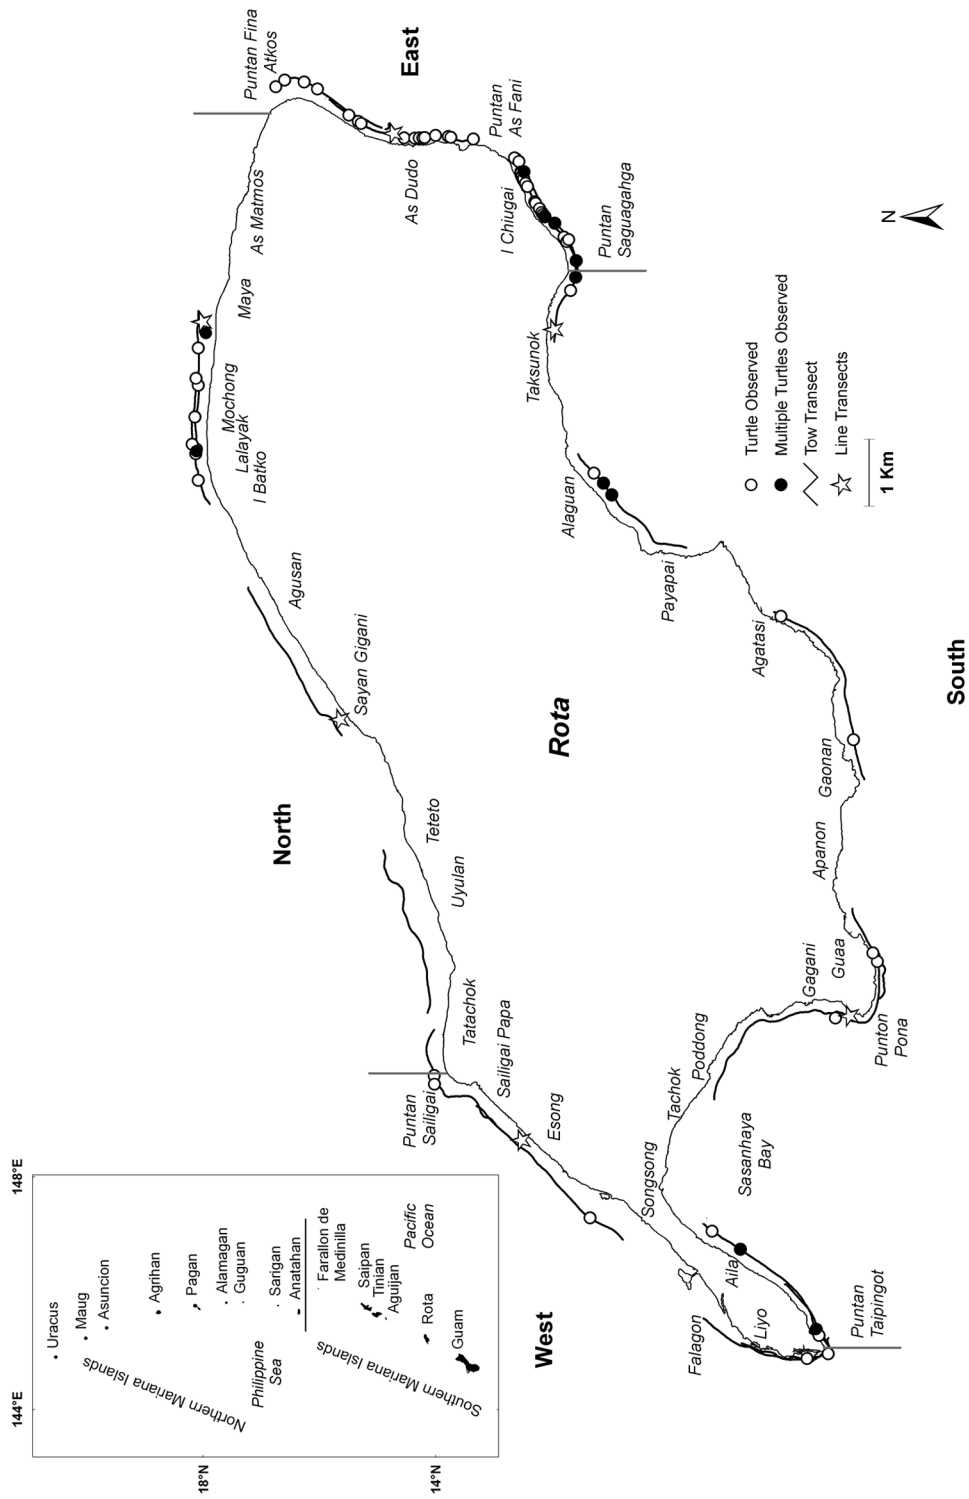 148°E
144°E
18°N
14°N
Uracus
Maug
Asuncion
Agrihan
Pagan
Alamagan
Guguan
Sarigan
Anatahan
Farallon de
Medinilla
Saipan
Tinian
Aguijan
Rota
Guam
Philippine
Sea
Pacific
Ocean
Northern Mariana Islands
Southern Mariana Islands
North
East
South
West
Rota
Puntan Fina
Atkos
As Matmos
Maya
Mochong
Lalayak
I Batko
Agusan
Sayan Gigani
Teteto
Uyulan
Tatachok
Sailigai Papa
Puntan
Sailigai
Esong
Songsong
Falagon
Liyo
Aila
Puntan
Taipingot
Sasanhaya
Bay
Tachok
Poddong
Gagani
Guaa
Punton
Pona
Apanon
Gaonan
Agatasi
Payapai
Alaguan
Taksunok
Puntan
Saguagahga
I Chiugai
Puntan
As Fani
As Dudo
N
Turtle Observed
Multiple Turtles Observed
Tow Transect
Line Transects
1 Km